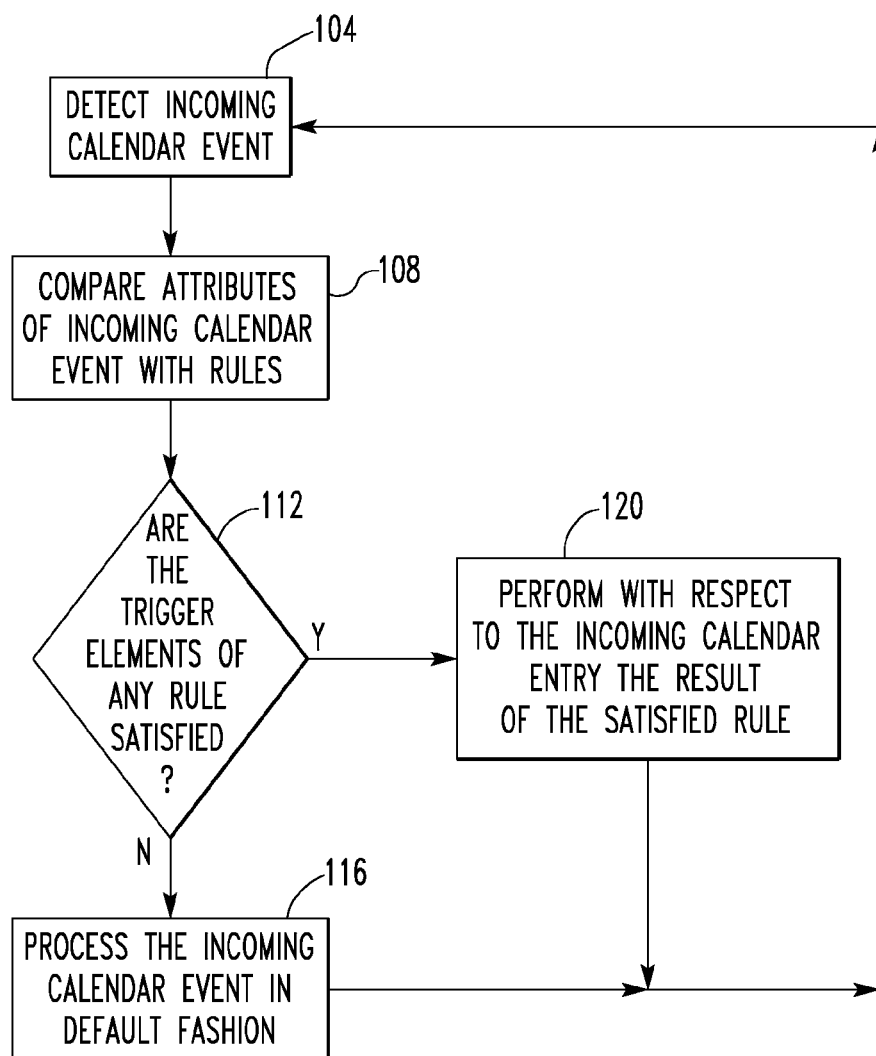 104
DETECT INCOMING
CALENDAR EVENT
108
COMPARE ATTRIBUTES
OF INCOMING CALENDAR
EVENT WITH RULES
112
ARE
THE
TRIGGER
ELEMENTS OF
ANY RULE
SATISFIED
?
Y
N
120
PERFORM WITH RESPECT
TO THE INCOMING CALENDAR
ENTRY THE RESULT
OF THE SATISFIED RULE
116
PROCESS THE INCOMING
CALENDAR EVENT IN
DEFAULT FASHION